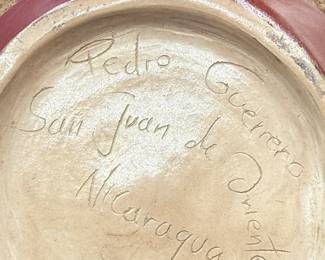 Pedro Guerrero
San Juan de Oriente
Nicaragua